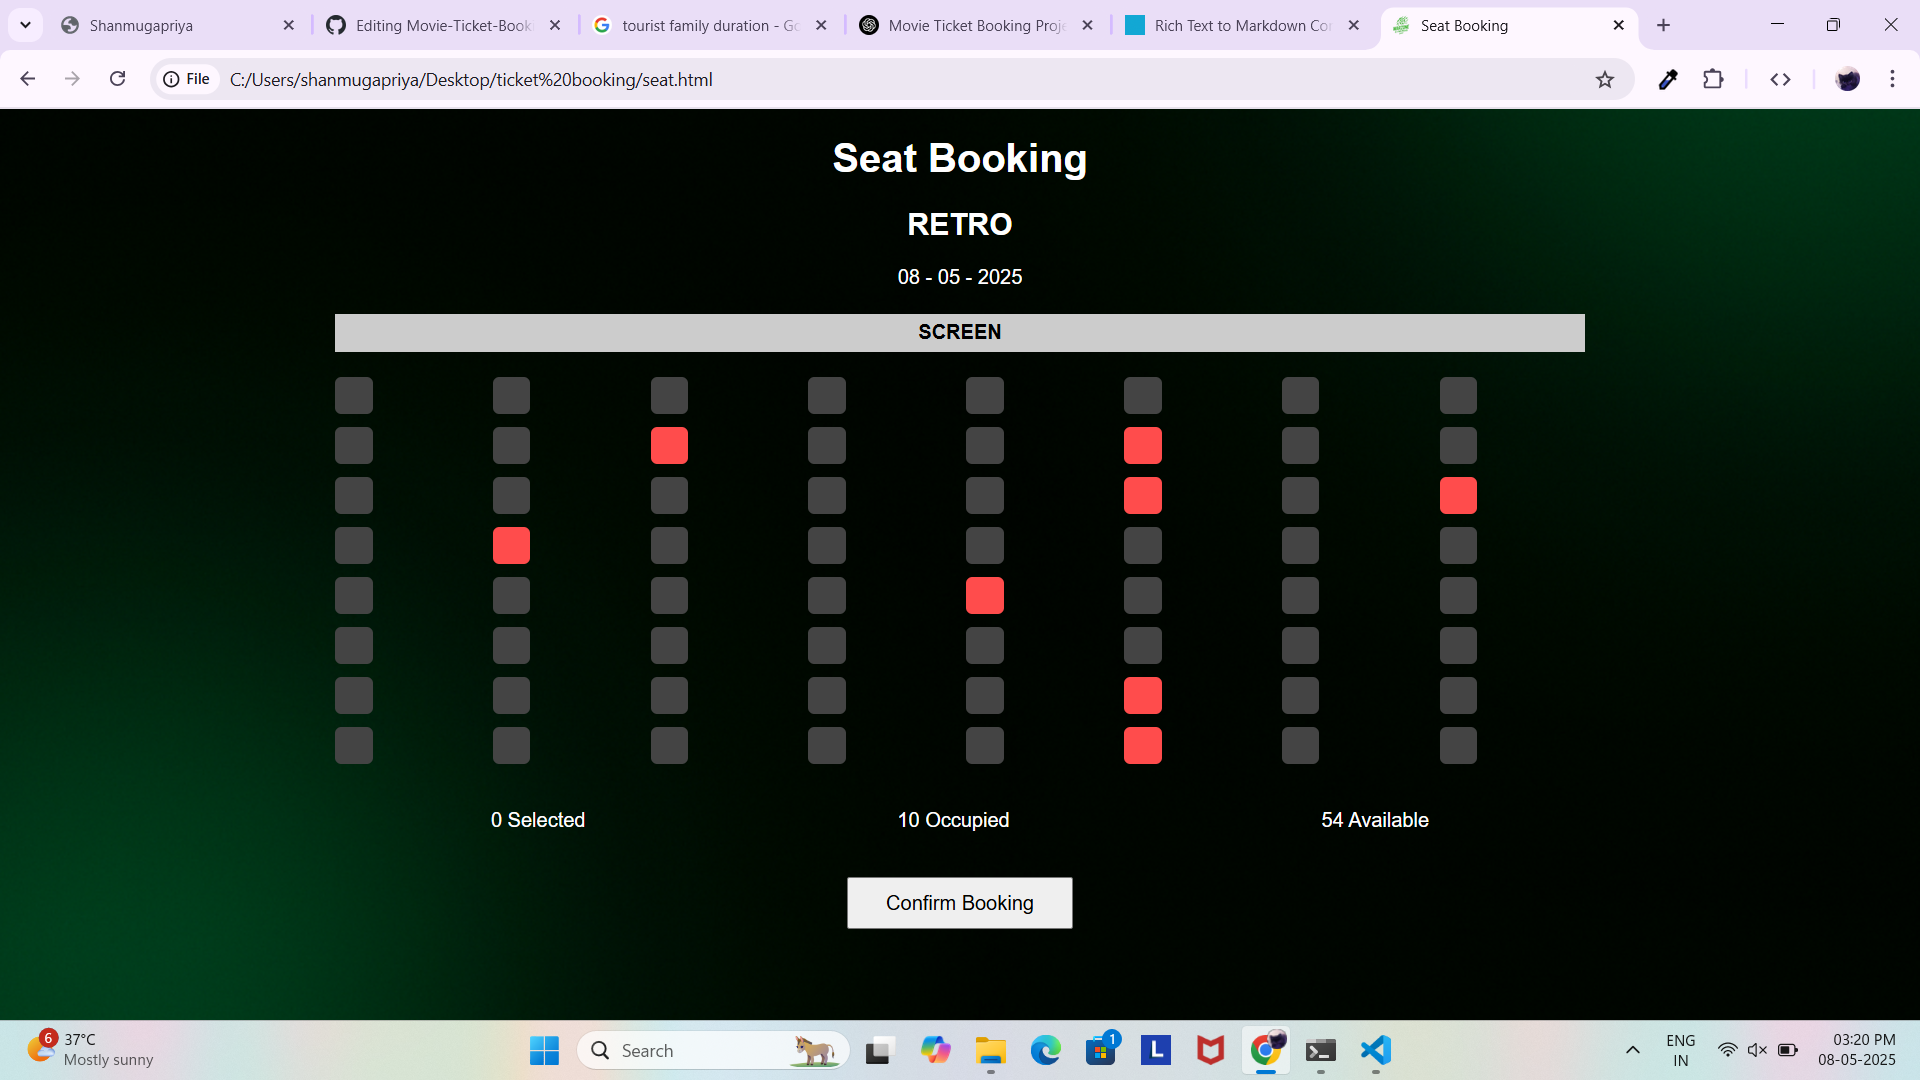 Shanmugapriya
Editing Movie-Ticket-Book
tourist family duration - Go
Movie Ticket Booking Proje
Rich Text to Markdown Con
Seat Booking
File
C:/Users/shanmugapriya/Desktop/ticket%20booking/seat.html
Seat Booking
RETRO
08 - 05 - 2025
SCREEN
0 Selected
10 Occupied
54 Available
Confirm Booking
6
37°C
Mostly sunny
Search
1
L
ENG
IN
03:20 PM
08-05-2025